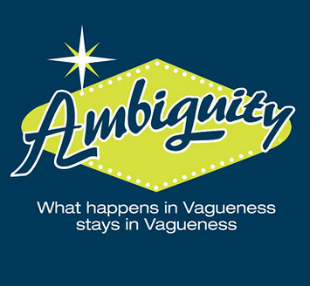 Ambiguity
What happens in Vagueness
stays in Vagueness